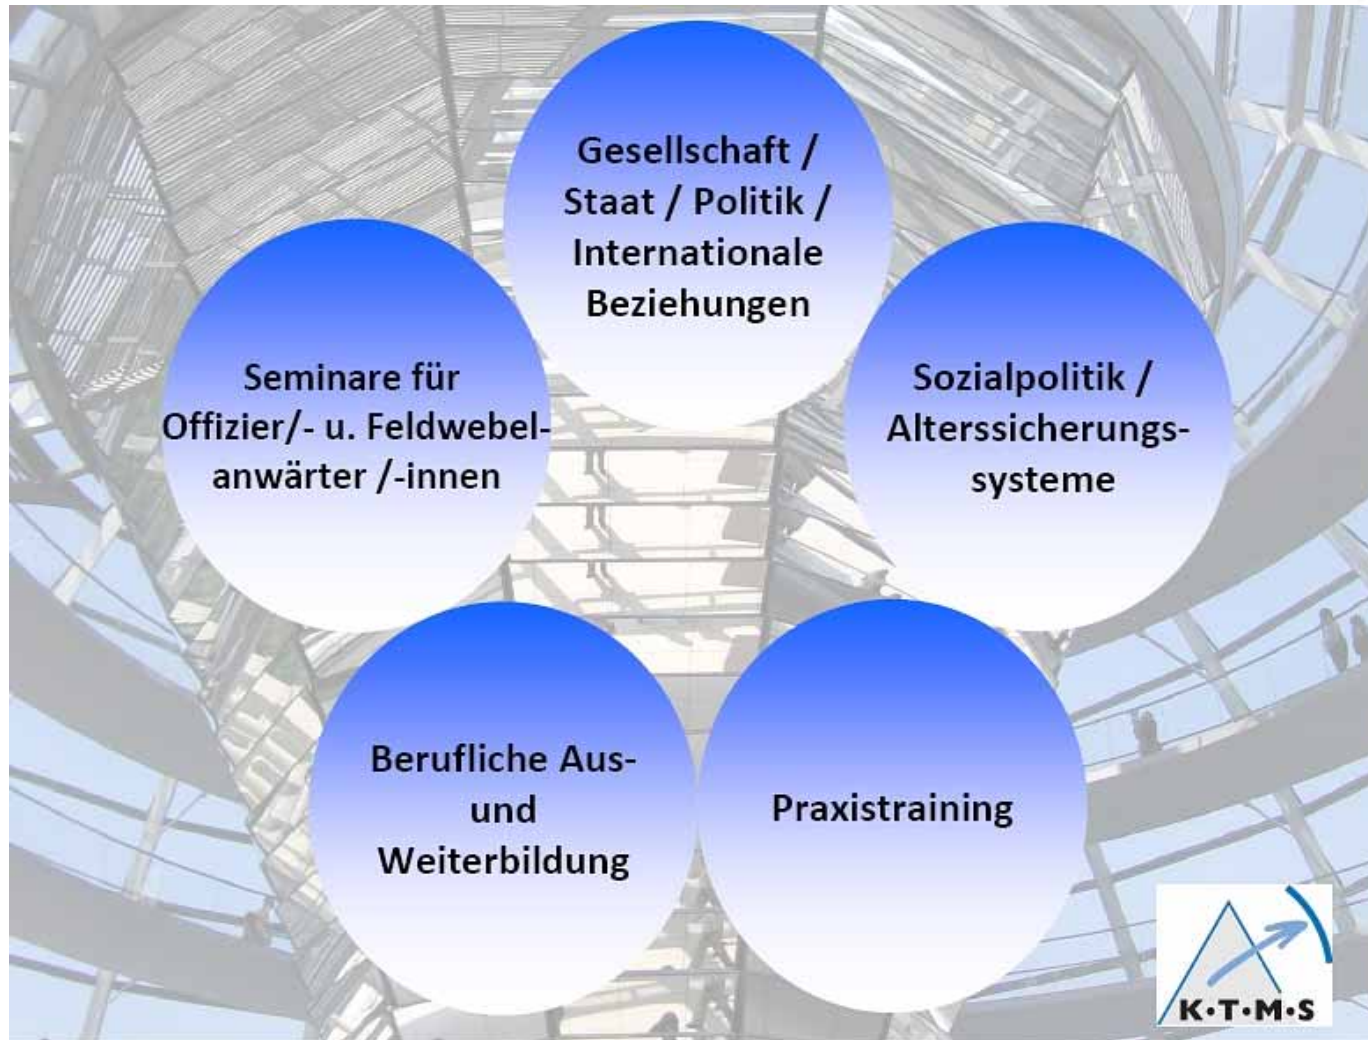 Gesellschaft /
Staat / Politik /
Internationale
Beziehungen
Seminare für
Offizier/- u. Feldwebel-
anwärter /-innen
Sozialpolitik /
Alterssicherungs-
systeme
Berufliche Aus-
und
Weiterbildung
Praxistraining
K·T·M·S